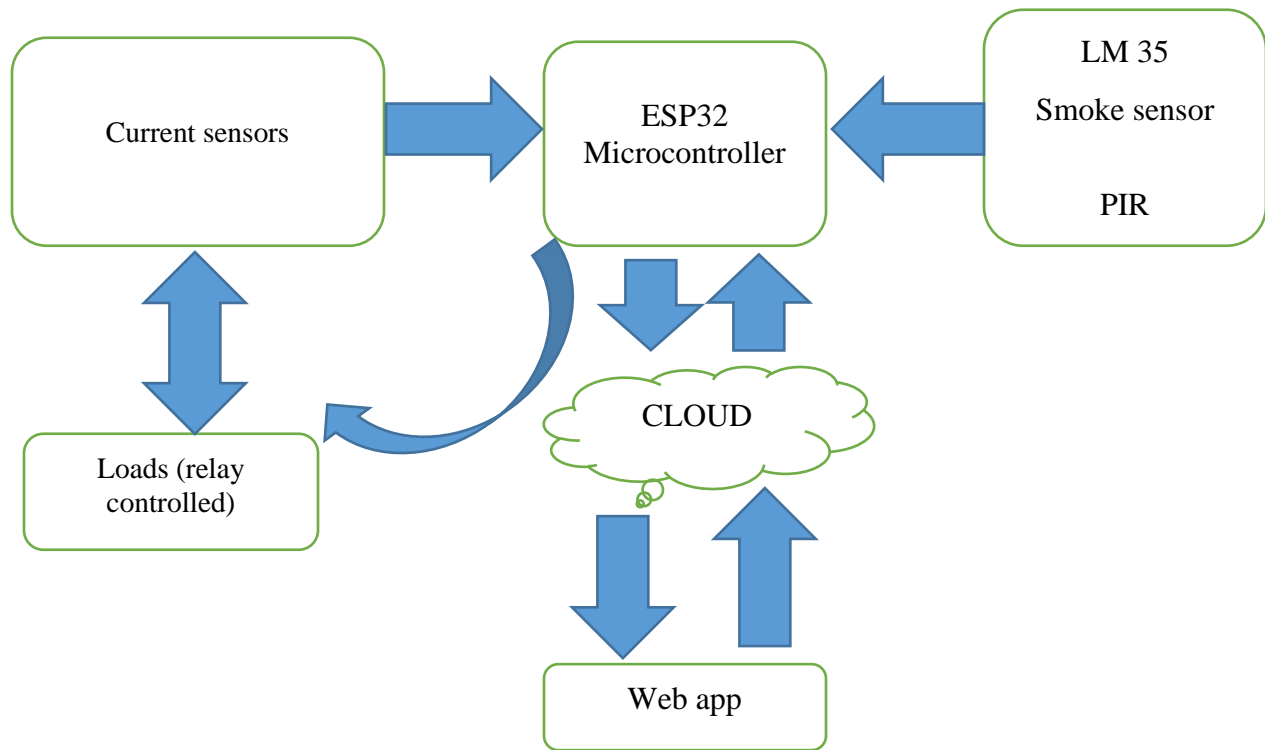 Current sensors
ESP32
Microcontroller
LM 35
Smoke sensor
PIR
CLOUD
Loads (relay
controlled)
Web app